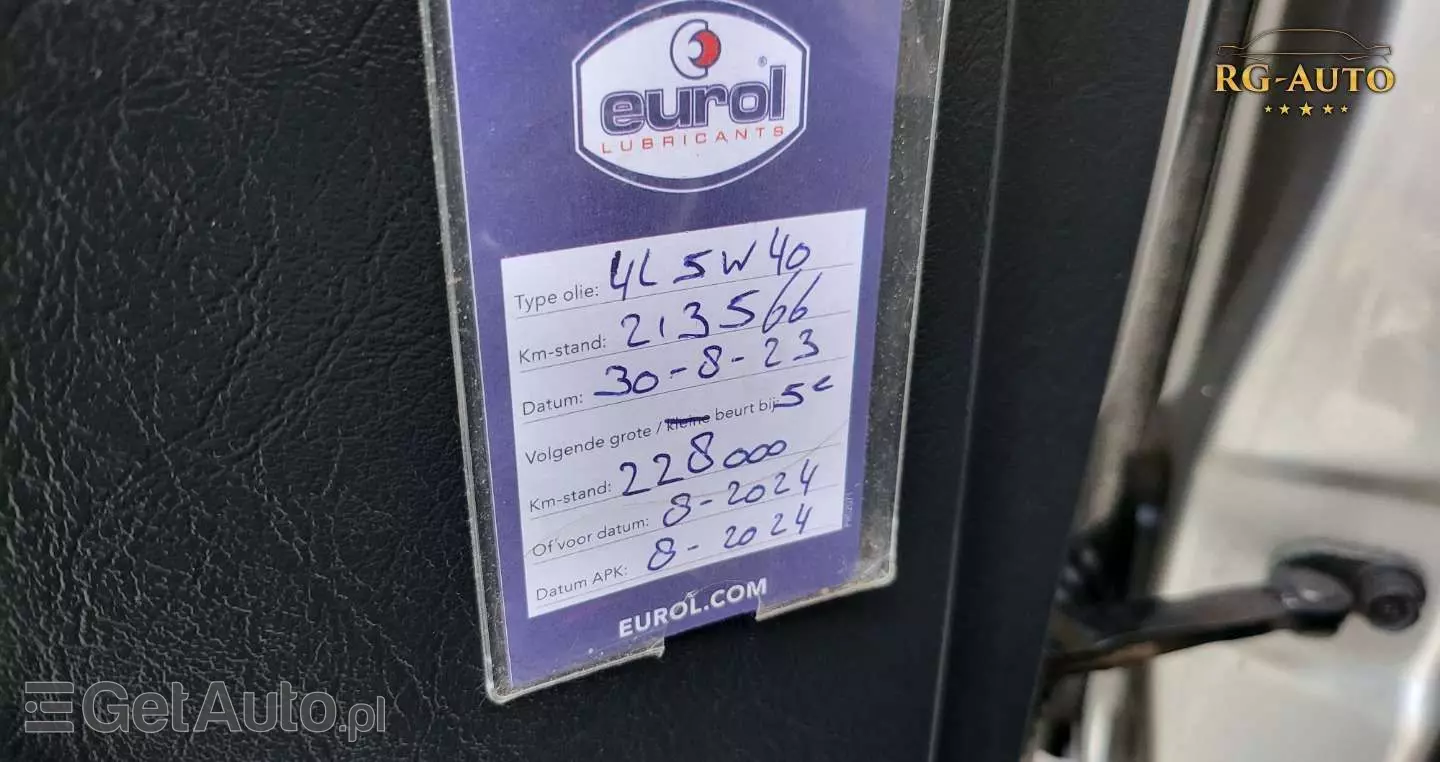 eurol
LUBRICANTS
RG-AUTO
Type olie: 4L 5W40
Km-stand: 213566
Datum: 30-8-23
Volgende grote / kleine beurt bij: 5e
Km-stand: 228000
Of voor datum: 8-2024
Datum APK: 8-2024
EUROL.COM
GetAuto.pl